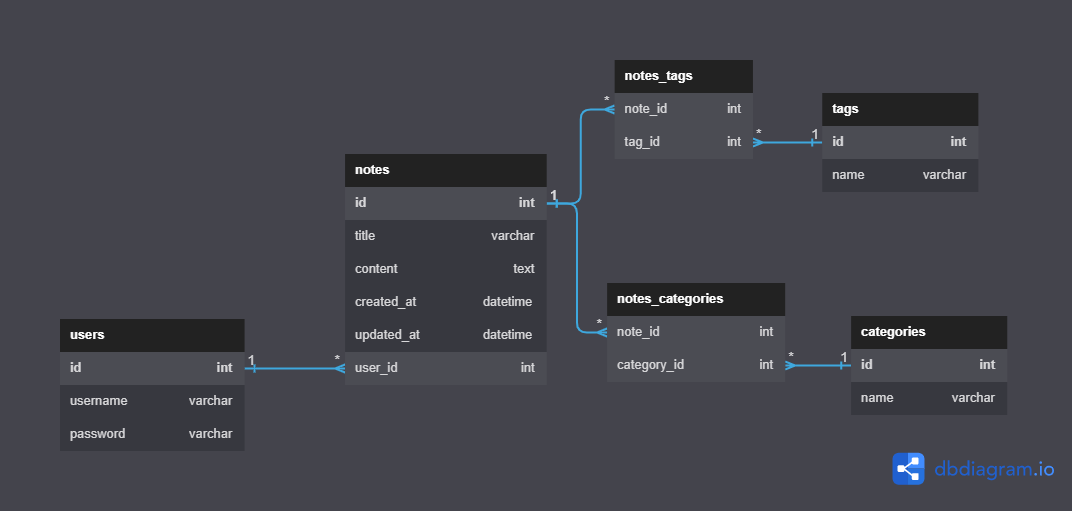 notes_tags
note_id int
tag_id int
*
*
1
tags
id int
name varchar
notes
id int
title varchar
content text
created_at datetime
updated_at datetime
user_id int
1
*
users
id int
username varchar
password varchar
1
notes_categories
note_id int
category_id int
*
*
1
categories
id int
name varchar
dbdiagram.io